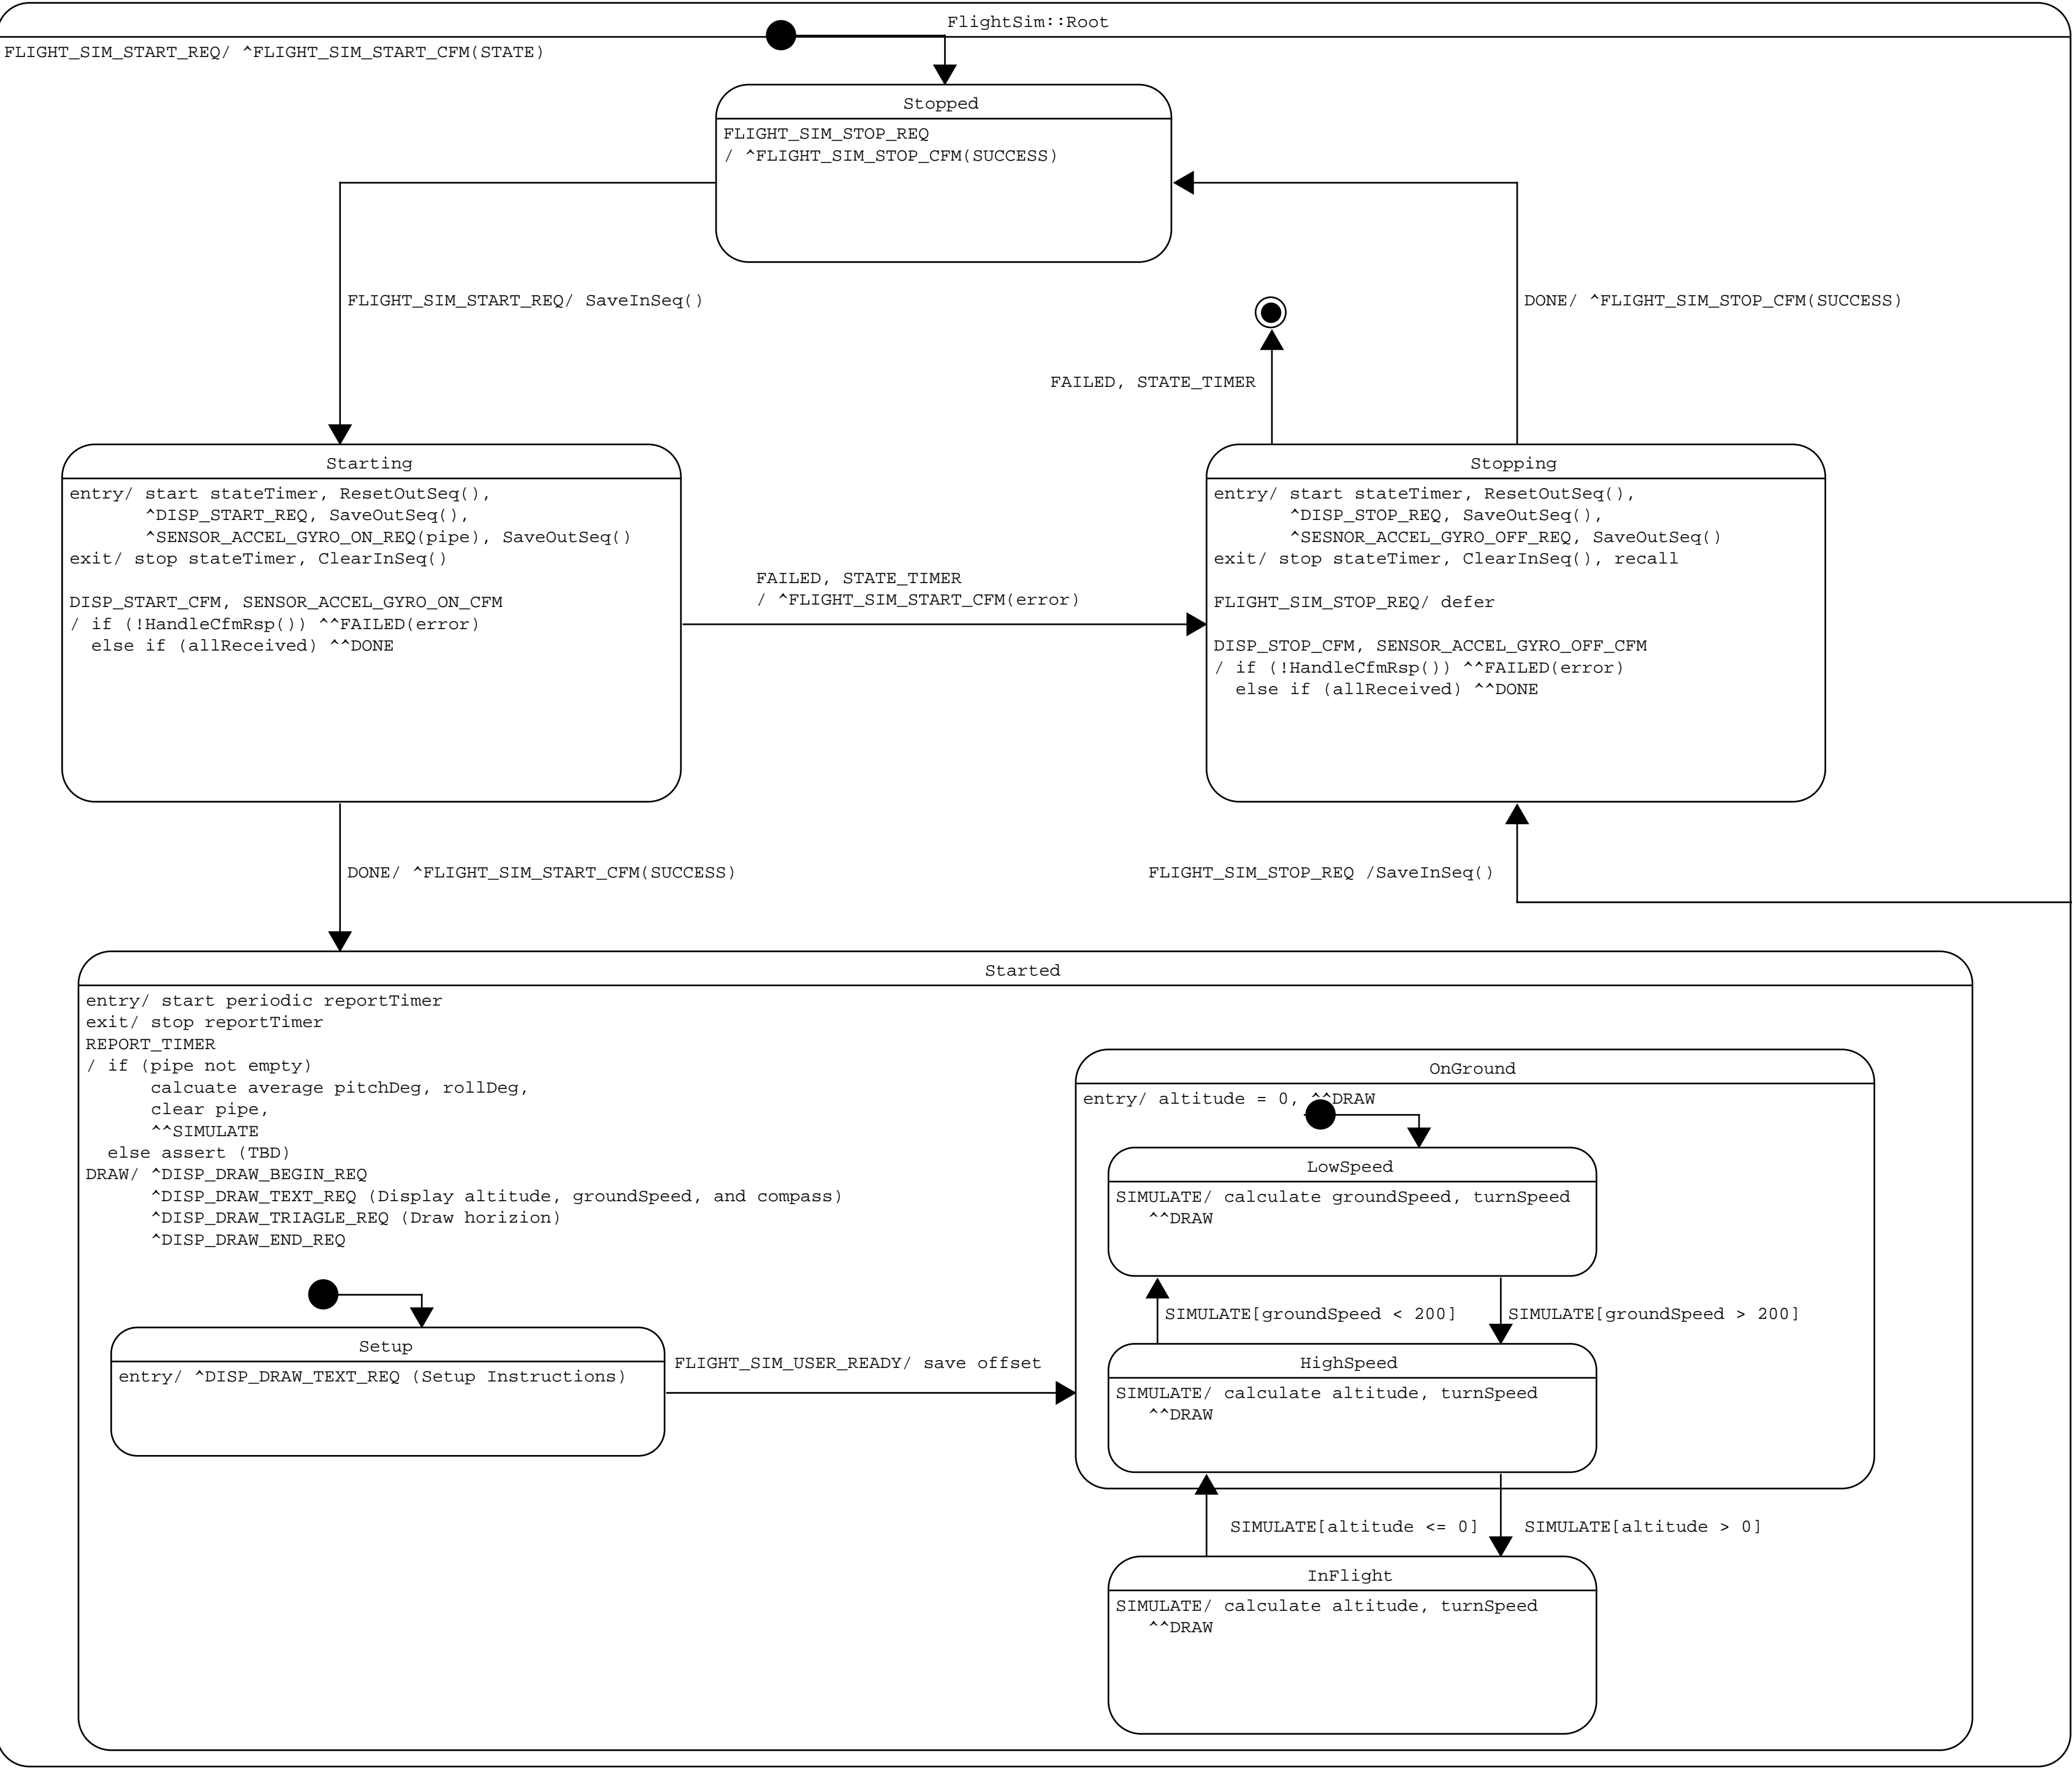 FlightSim::Root
FLIGHT_SIM_START_REQ/ ^FLIGHT_SIM_START_CFM(STATE)
Stopped
FLIGHT_SIM_STOP_REQ
/ ^FLIGHT_SIM_STOP_CFM(SUCCESS)
FLIGHT_SIM_START_REQ/ SaveInSeq()
DONE/ ^FLIGHT_SIM_STOP_CFM(SUCCESS)
FAILED, STATE_TIMER
Starting
entry/ start stateTimer, ResetOutSeq(),
^DISP_START_REQ, SaveOutSeq(),
^SENSOR_ACCEL_GYRO_ON_REQ(pipe), SaveOutSeq()
exit/ stop stateTimer, ClearInSeq()
DISP_START_CFM, SENSOR_ACCEL_GYRO_ON_CFM
/ if (!HandleCfmRsp()) ^^FAILED(error)
else if (allReceived) ^^DONE
FAILED, STATE_TIMER
/ ^FLIGHT_SIM_START_CFM(error)
Stopping
entry/ start stateTimer, ResetOutSeq(),
^DISP_STOP_REQ, SaveOutSeq(),
^SESNOR_ACCEL_GYRO_OFF_REQ, SaveOutSeq()
exit/ stop stateTimer, ClearInSeq(), recall
FLIGHT_SIM_STOP_REQ/ defer
DISP_STOP_CFM, SENSOR_ACCEL_GYRO_OFF_CFM
/ if (!HandleCfmRsp()) ^^FAILED(error)
else if (allReceived) ^^DONE
DONE/ ^FLIGHT_SIM_START_CFM(SUCCESS)
FLIGHT_SIM_STOP_REQ /SaveInSeq()
Started
entry/ start periodic reportTimer
exit/ stop reportTimer
REPORT_TIMER
/ if (pipe not empty)
calcuate average pitchDeg, rollDeg,
clear pipe,
^^SIMULATE
else assert (TBD)
DRAW/ ^DISP_DRAW_BEGIN_REQ
^DISP_DRAW_TEXT_REQ (Display altitude, groundSpeed, and compass)
^DISP_DRAW_TRIAGLE_REQ (Draw horizion)
^DISP_DRAW_END_REQ
Setup
entry/ ^DISP_DRAW_TEXT_REQ (Setup Instructions)
FLIGHT_SIM_USER_READY/ save offset
OnGround
entry/ altitude = 0, ^^DRAW
LowSpeed
SIMULATE/ calculate groundSpeed, turnSpeed
^^DRAW
SIMULATE[groundSpeed < 200]
SIMULATE[groundSpeed > 200]
HighSpeed
SIMULATE/ calculate altitude, turnSpeed
^^DRAW
SIMULATE[altitude <= 0]
SIMULATE[altitude > 0]
InFlight
SIMULATE/ calculate altitude, turnSpeed
^^DRAW